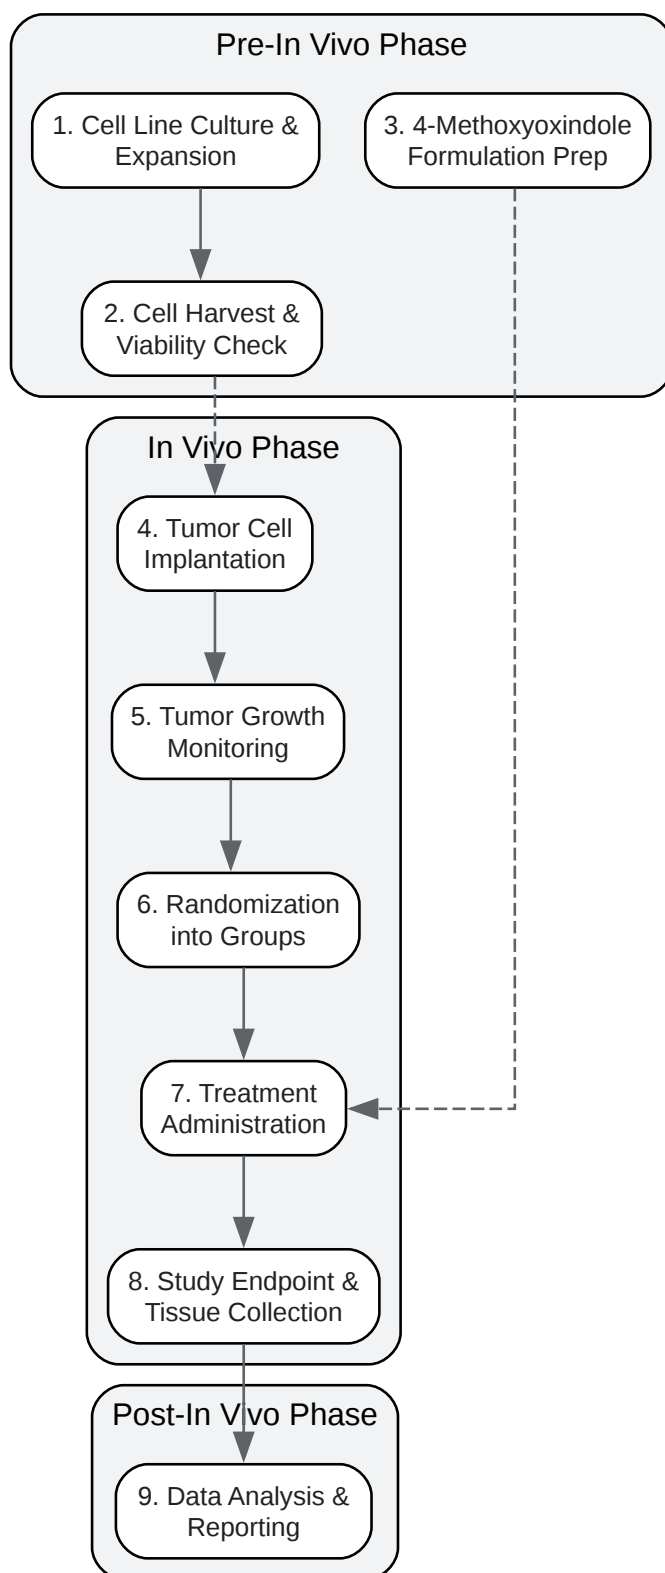 Pre-In Vivo Phase
1. Cell Line Culture &
Expansion
3. 4-Methoxyoxindole
Formulation Prep
2. Cell Harvest &
Viability Check
In Vivo Phase
4. Tumor Cell
Implantation
5. Tumor Growth
Monitoring
6. Randomization
into Groups
7. Treatment
Administration
8. Study Endpoint &
Tissue Collection
Post-In Vivo Phase
9. Data Analysis &
Reporting